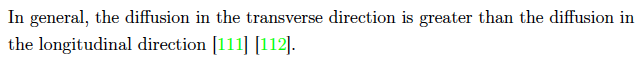 In general, the diffusion in the transverse direction is greater than the diffusion in
the longitudinal direction [111] [112].